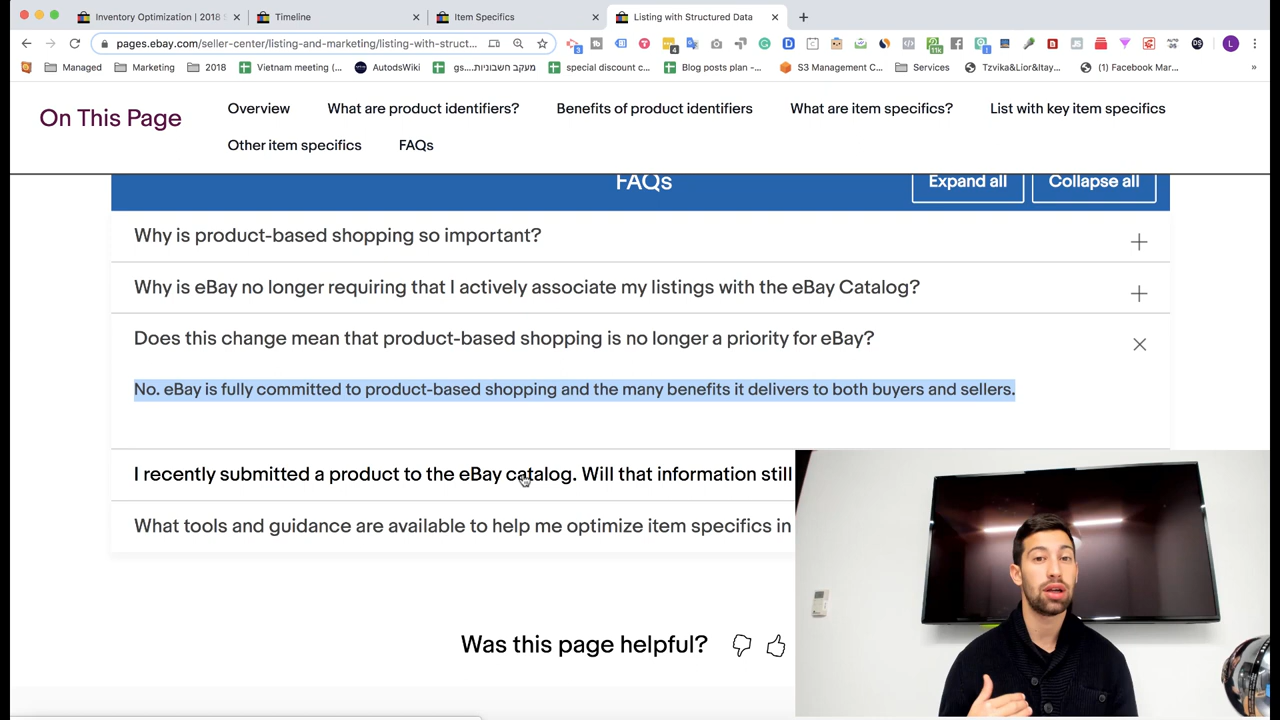 Inventory Optimization | 2018
Timeline
Item Specifics
Listing with Structured Data
pages.ebay.com/seller-center/listing-and-marketing/listing-with-struct...
Managed
Marketing
2018
Vietnam meeting (...
AutodsWiki
gs....מעקב חשבוניות
special discount c...
Blog posts plan -...
S3 Management C...
Services
Tzvika&Lior&Itay...
(1) Facebook Mar...
On This Page
Overview
What are product identifiers?
Benefits of product identifiers
What are item specifics?
List with key item specifics
Other item specifics
FAQs
FAQs
Expand all
Collapse all
Why is product-based shopping so important?
Why is eBay no longer requiring that I actively associate my listings with the eBay Catalog?
Does this change mean that product-based shopping is no longer a priority for eBay?
No. eBay is fully committed to product-based shopping and the many benefits it delivers to both buyers and sellers.
I recently submitted a product to the eBay catalog. Will that information still
What tools and guidance are available to help me optimize item specifics in
Was this page helpful?